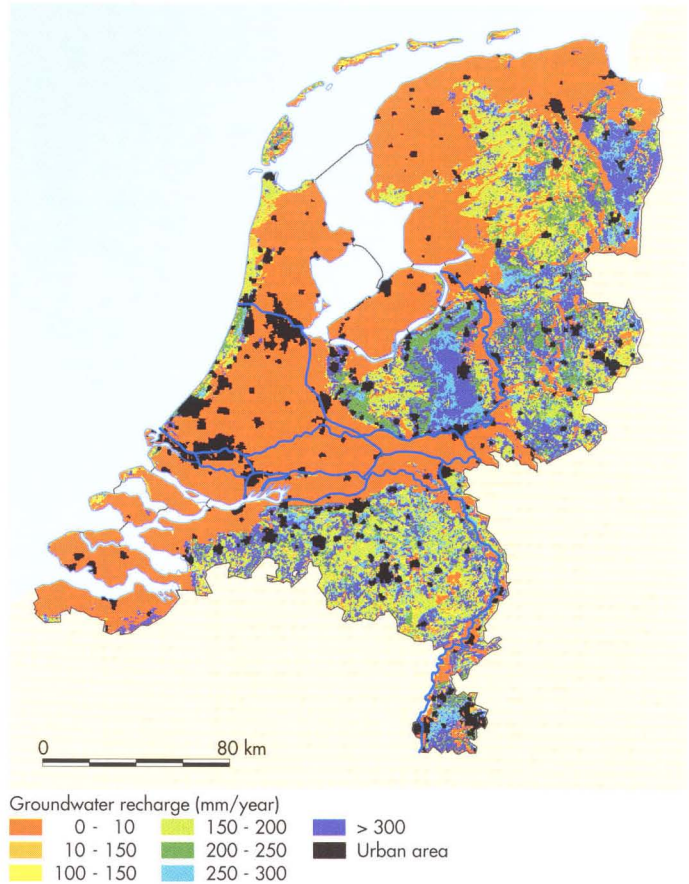 0 80 km
Groundwater recharge (mm/year)
0 - 10
10 - 150
100 - 150
150 - 200
200 - 250
250 - 300
> 300
Urban area